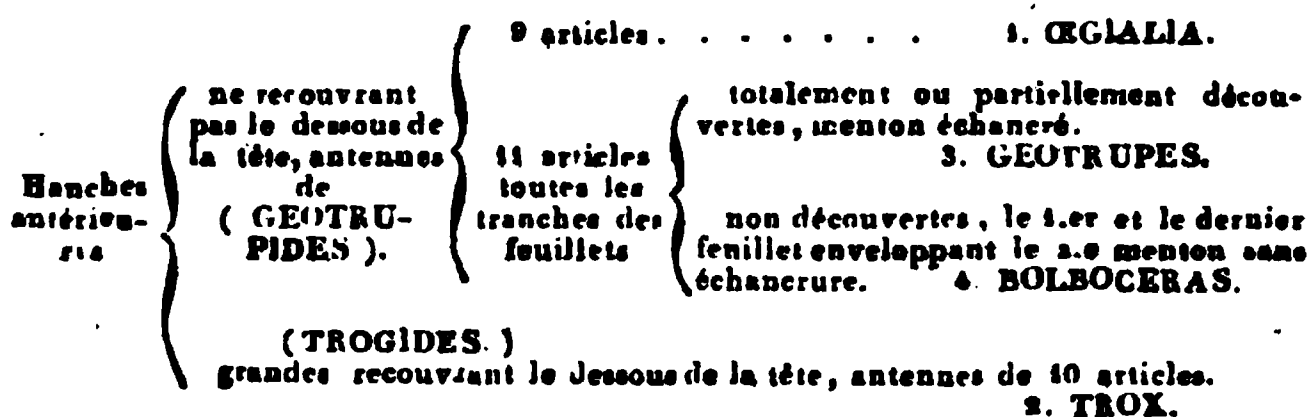 Hanches
antérieu-
res
ne recouvrant
pas le dessous de
la tête, antennes
de
( GEOTRU-
PIDES ).
9 articles. . . . . . . 1. ŒGIALIA.
11 articles
toutes les
tranches des
feuillets
totalement ou partiellement décou-
vertes, menton échancré.
3. GEOTRUPES.
non découvertes, le 1.er et le dernier
feuillet enveloppant le 2.e menton sans
échancrure. 4. BOLBOCERAS.
(TROGIDES.)
grandes recouvrant le dessous de la tête, antennes de 10 articles.
2. TROX.